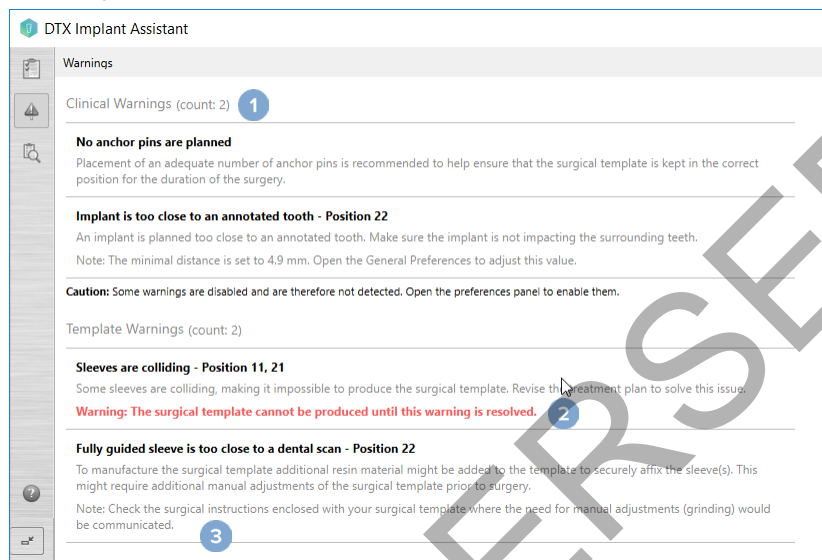 DTX Implant Assistant
Warnings
Clinical Warnings (count: 2) 1
No anchor pins are planned
Placement of an adequate number of anchor pins is recommended to help ensure that the surgical template is kept in the correct
position for the duration of the surgery.
Implant is too close to an annotated tooth - Position 22
An implant is planned too close to an annotated tooth. Make sure the implant is not impacting the surrounding teeth.
Note: The minimal distance is set to 4.9 mm. Open the General Preferences to adjust this value.
Caution: Some warnings are disabled and are therefore not detected. Open the preferences panel to enable them.
Template Warnings (count: 2)
Sleeves are colliding - Position 11, 21
Some sleeves are colliding, making it impossible to produce the surgical template. Revise the treatment plan to solve this issue.
Warning: The surgical template cannot be produced until this warning is resolved. 2
Fully guided sleeve is too close to a dental scan - Position 22
To manufacture the surgical template additional resin material might be added to the template to securely affix the sleeve(s). This
might require additional manual adjustments of the surgical template prior to surgery.
Note: Check the surgical instructions enclosed with your surgical template where the need for manual adjustments (grinding) would
be communicated. 3
?
ERSE